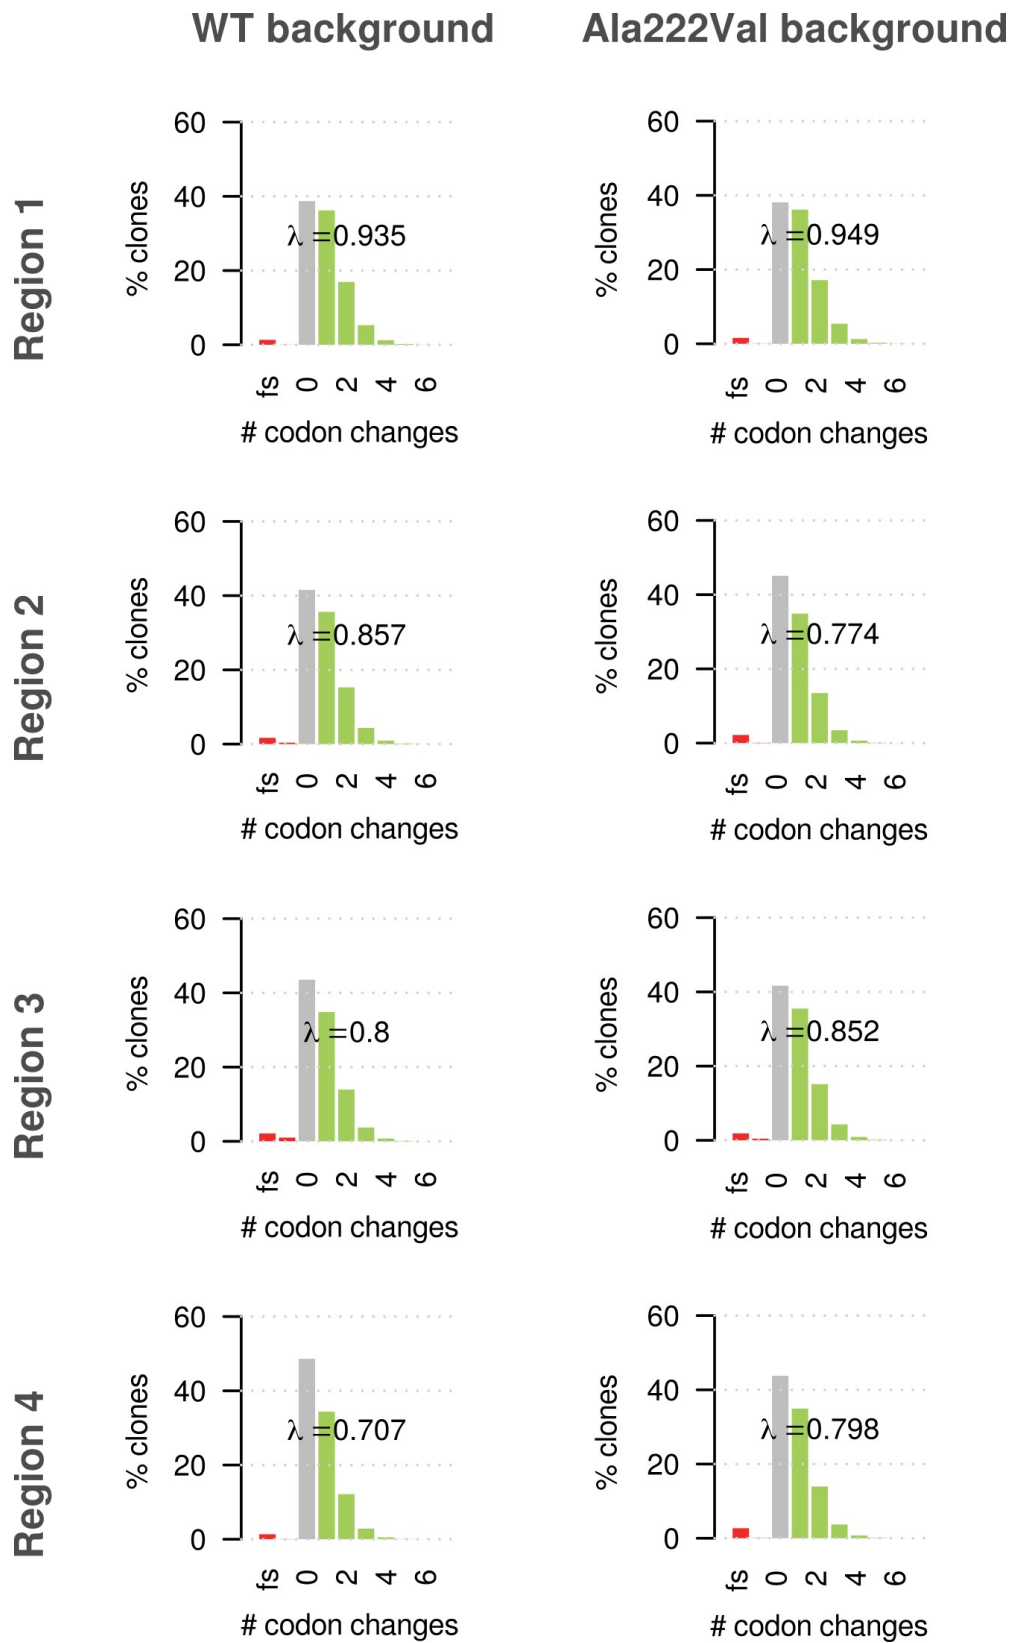 WT background
Ala222Val background
Region 1
% clones
60
40
20
0
λ =0.935
fs 0 2 4 6
# codon changes
% clones
60
40
20
0
λ =0.949
fs 0 2 4 6
# codon changes
Region 2
% clones
60
40
20
0
λ =0.857
fs 0 2 4 6
# codon changes
% clones
60
40
20
0
λ =0.774
fs 0 2 4 6
# codon changes
Region 3
% clones
60
40
20
0
λ =0.8
fs 0 2 4 6
# codon changes
% clones
60
40
20
0
λ =0.852
fs 0 2 4 6
# codon changes
Region 4
% clones
60
40
20
0
λ =0.707
fs 0 2 4 6
# codon changes
% clones
60
40
20
0
λ =0.798
fs 0 2 4 6
# codon changes